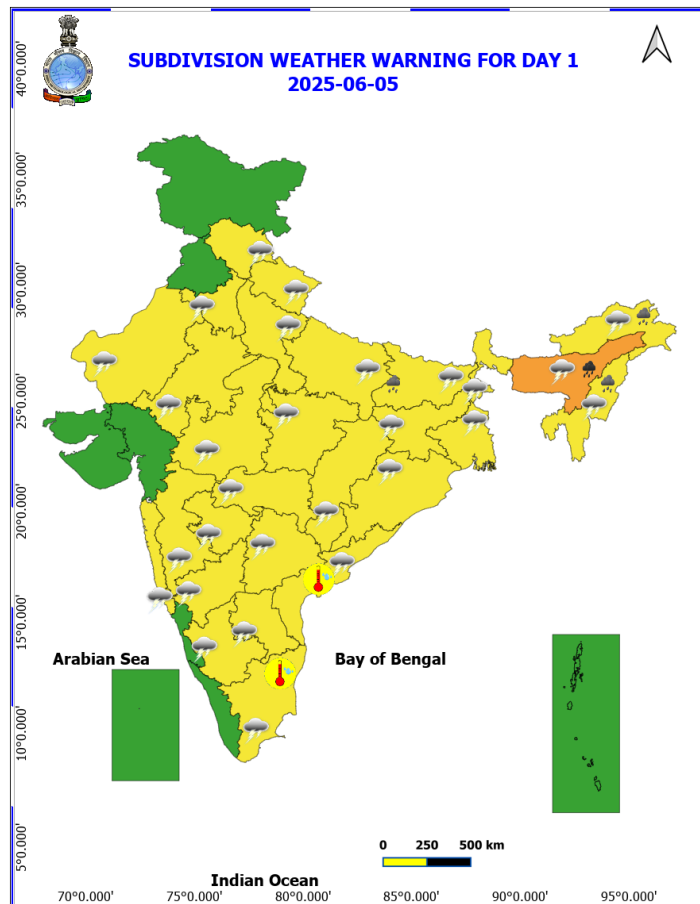 SUBDIVISION WEATHER WARNING FOR DAY 1
2025-06-05
40°0.000'
35°0.000'
30°0.000'
25°0.000'
20°0.000'
15°0.000'
10°0.000'
5°0.000'
Arabian Sea
Bay of Bengal
0 250 500 km
Indian Ocean
70°0.000' 75°0.000' 80°0.000' 85°0.000' 90°0.000' 95°0.000'